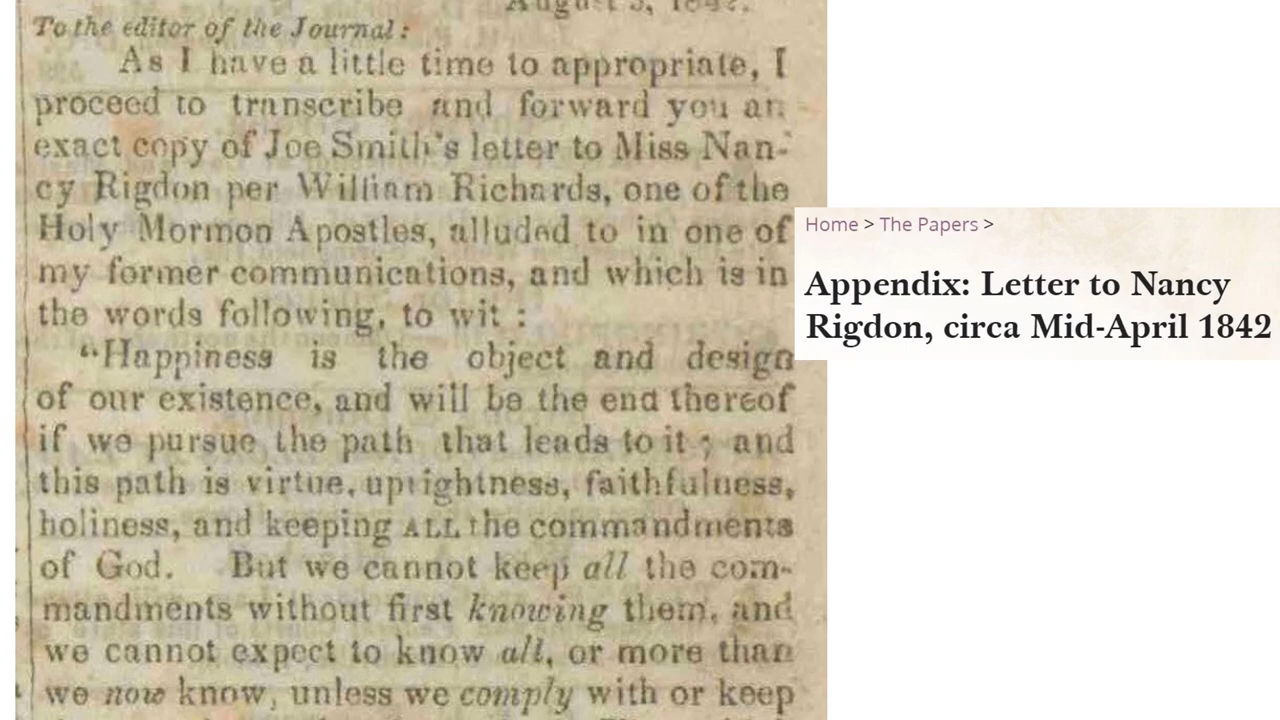 To the editor of the Journal:
As I have a little time to appropriate, I
proceed to transcribe and forward you an
exact copy of Joe Smith's letter to Miss Nan-
cy Rigdon per William Richards, one of the
Holy Mormon Apostles, alluded to in one of
my former communications, and which is in
the words following, to wit :
"Happiness is the object and design
of our existence, and will be the end thereof
if we pursue the path that leads to it ; and
this path is virtue, uprightness, faithfulness,
holiness, and keeping ALL the commandments
of God. But we cannot keep all the com-
mandments without first knowing them, and
we cannot expect to know all, or more than
we now know, unless we comply with or keep
Home > The Papers >
Appendix: Letter to Nancy
Rigdon, circa Mid-April 1842